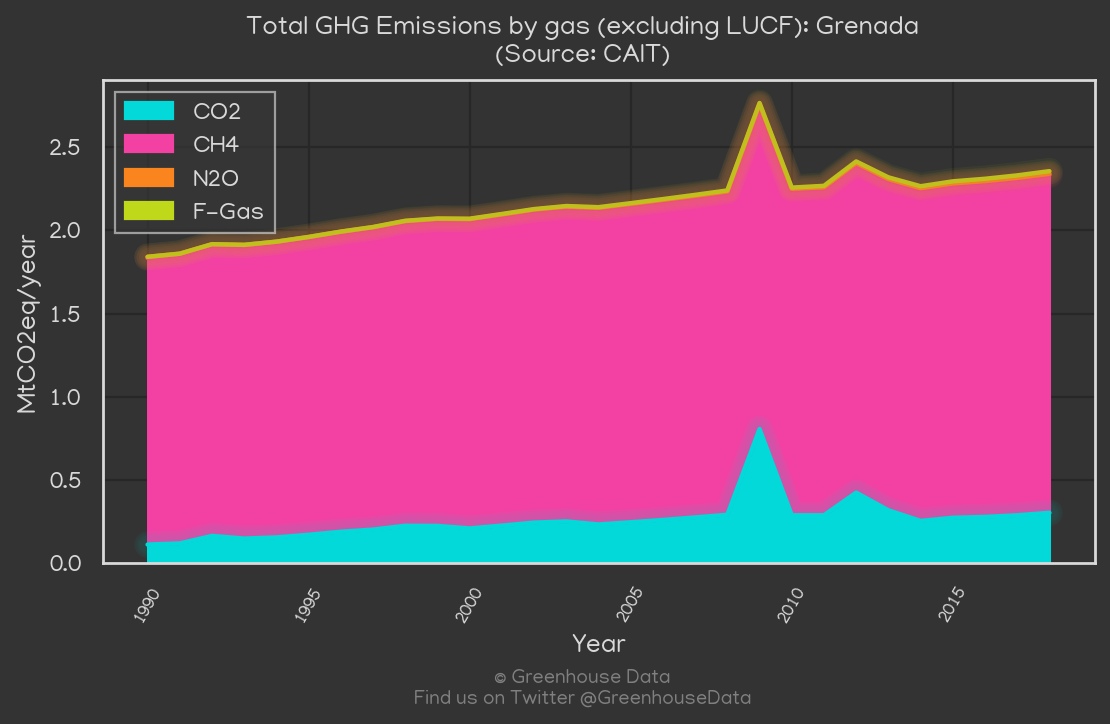 Total GHG Emissions by gas (excluding LUCF): Grenada
(Source: CAIT)
CO2
CH4
N2O
F-Gas
MtCO2eq/year
2.5
2.0
1.5
1.0
0.5
0.0
1990
1995
2000
2005
2010
2015
Year
© Greenhouse Data
Find us on Twitter @GreenhouseData